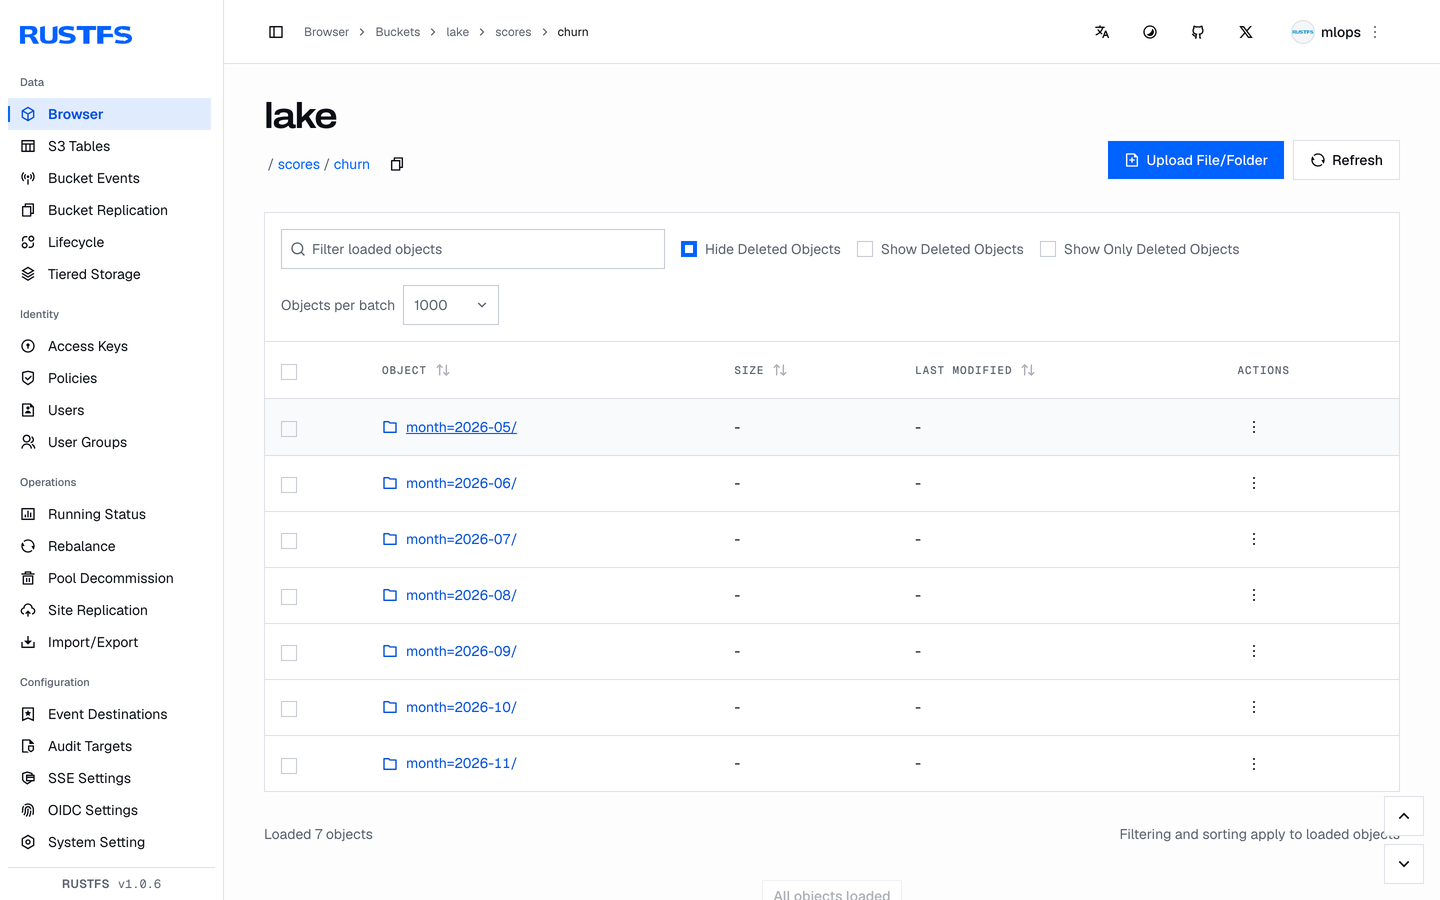 RUSTFS
Data
Browser
S3 Tables
Bucket Events
Bucket Replication
Lifecycle
Tiered Storage
Identity
Access Keys
Policies
Users
User Groups
Operations
Running Status
Rebalance
Pool Decommission
Site Replication
Import/Export
Configuration
Event Destinations
Audit Targets
SSE Settings
OIDC Settings
System Setting
RUSTFS v1.0.6
Browser > Buckets > lake > scores > churn
RUSTFS mlops
lake
/ scores / churn
Upload File/Folder Refresh
Filter loaded objects Hide Deleted Objects Show Deleted Objects Show Only Deleted Objects
Objects per batch 1000
OBJECT SIZE LAST MODIFIED ACTIONS
month=2026-05/ - -
month=2026-06/ - -
month=2026-07/ - -
month=2026-08/ - -
month=2026-09/ - -
month=2026-10/ - -
month=2026-11/ - -
Loaded 7 objects Filtering and sorting apply to loaded objects
All objects loaded